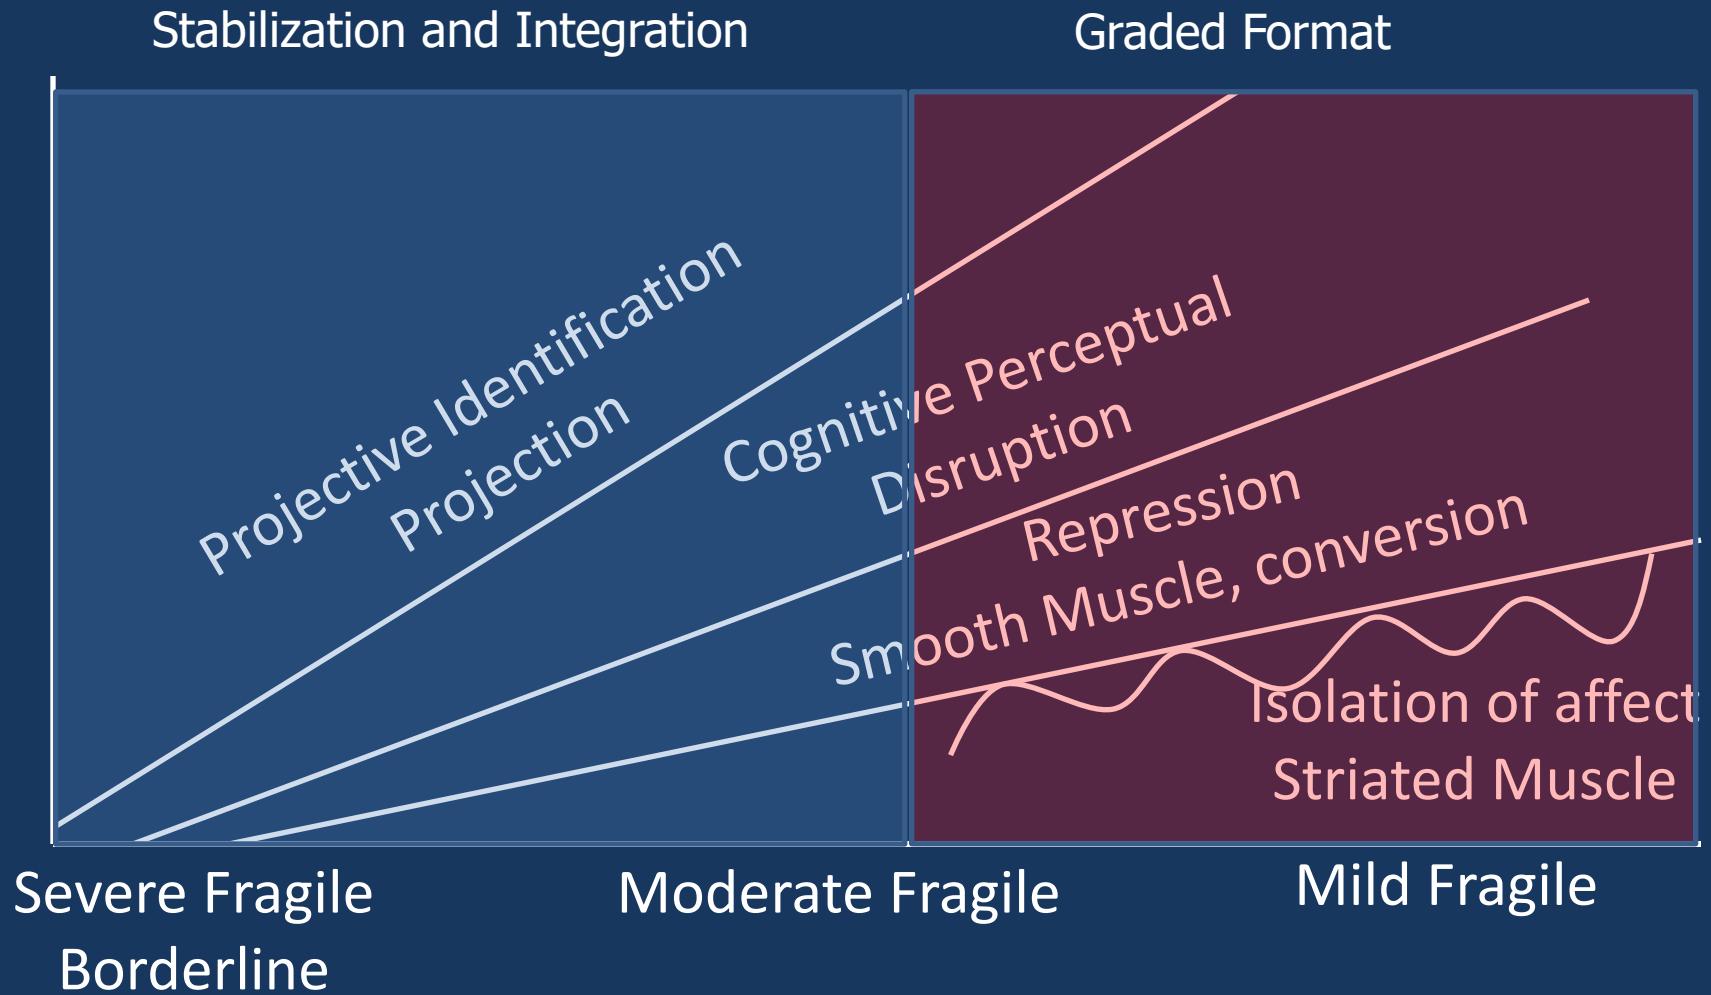 Stabilization and Integration
Graded Format
Projective Identification
Projection
Cognitive Perceptual
Disruption
Repression
Smooth Muscle, conversion
Isolation of affect
Striated Muscle
Severe Fragile
Borderline
Moderate Fragile
Mild Fragile